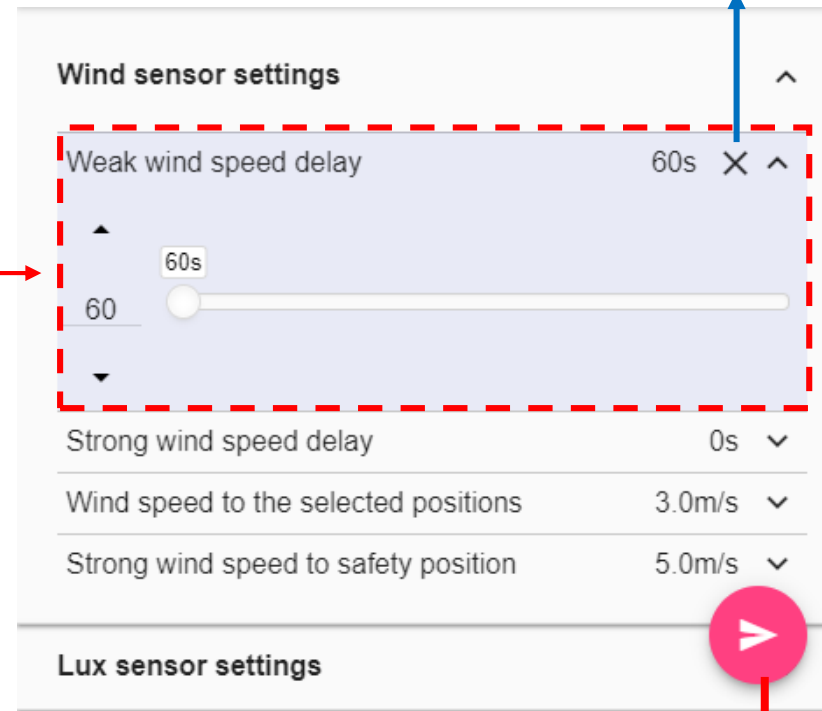 Wind sensor settings
Weak wind speed delay 60s
60s
60
Strong wind speed delay 0s
Wind speed to the selected positions 3.0m/s
Strong wind speed to safety position 5.0m/s
Lux sensor settings